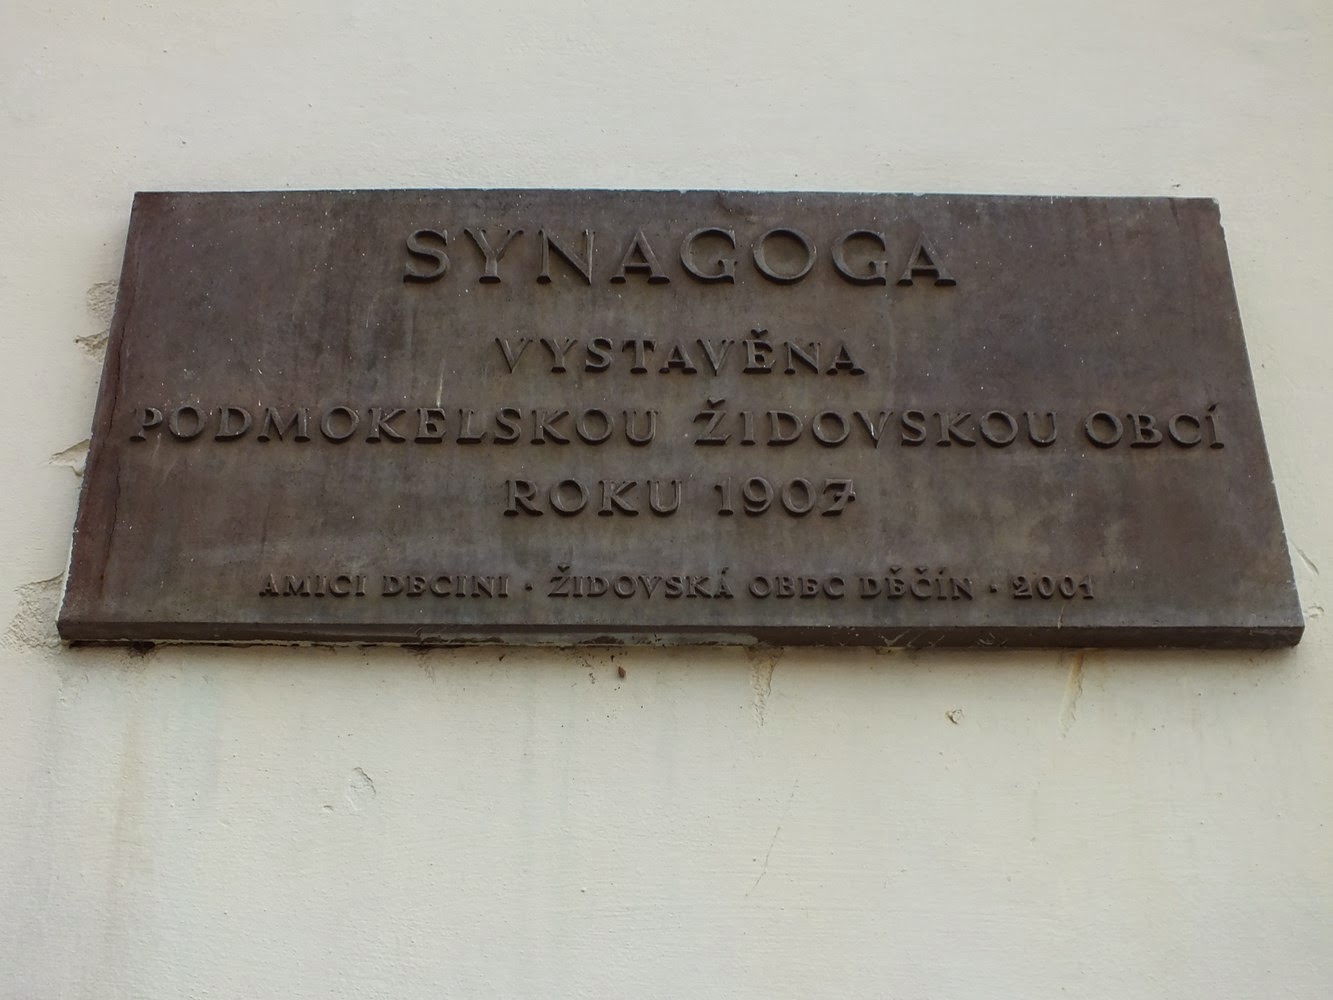 SYNAGOGA
VYSTAVĚNA
PODMOKELSKOU ŽIDOVSKOU OBCÍ
ROKU 1907
AMICI DECINI · ŽIDOVSKÁ OBEC DĚČÍN · 2001